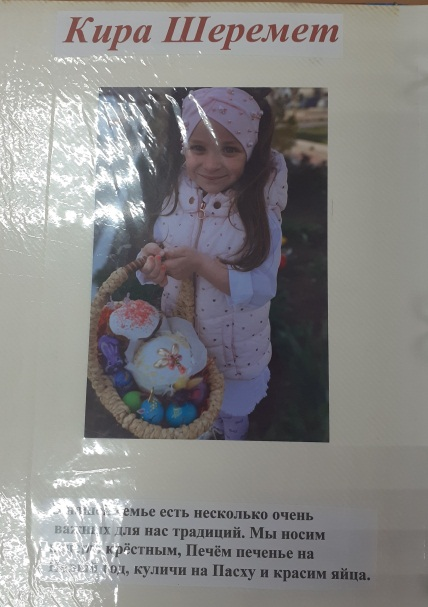 Кира Шеремет
семье есть несколько очень
важных для нас традиций. Мы носим
крёстным, Печём печенье на
год, куличи на Пасху и красим яйца.